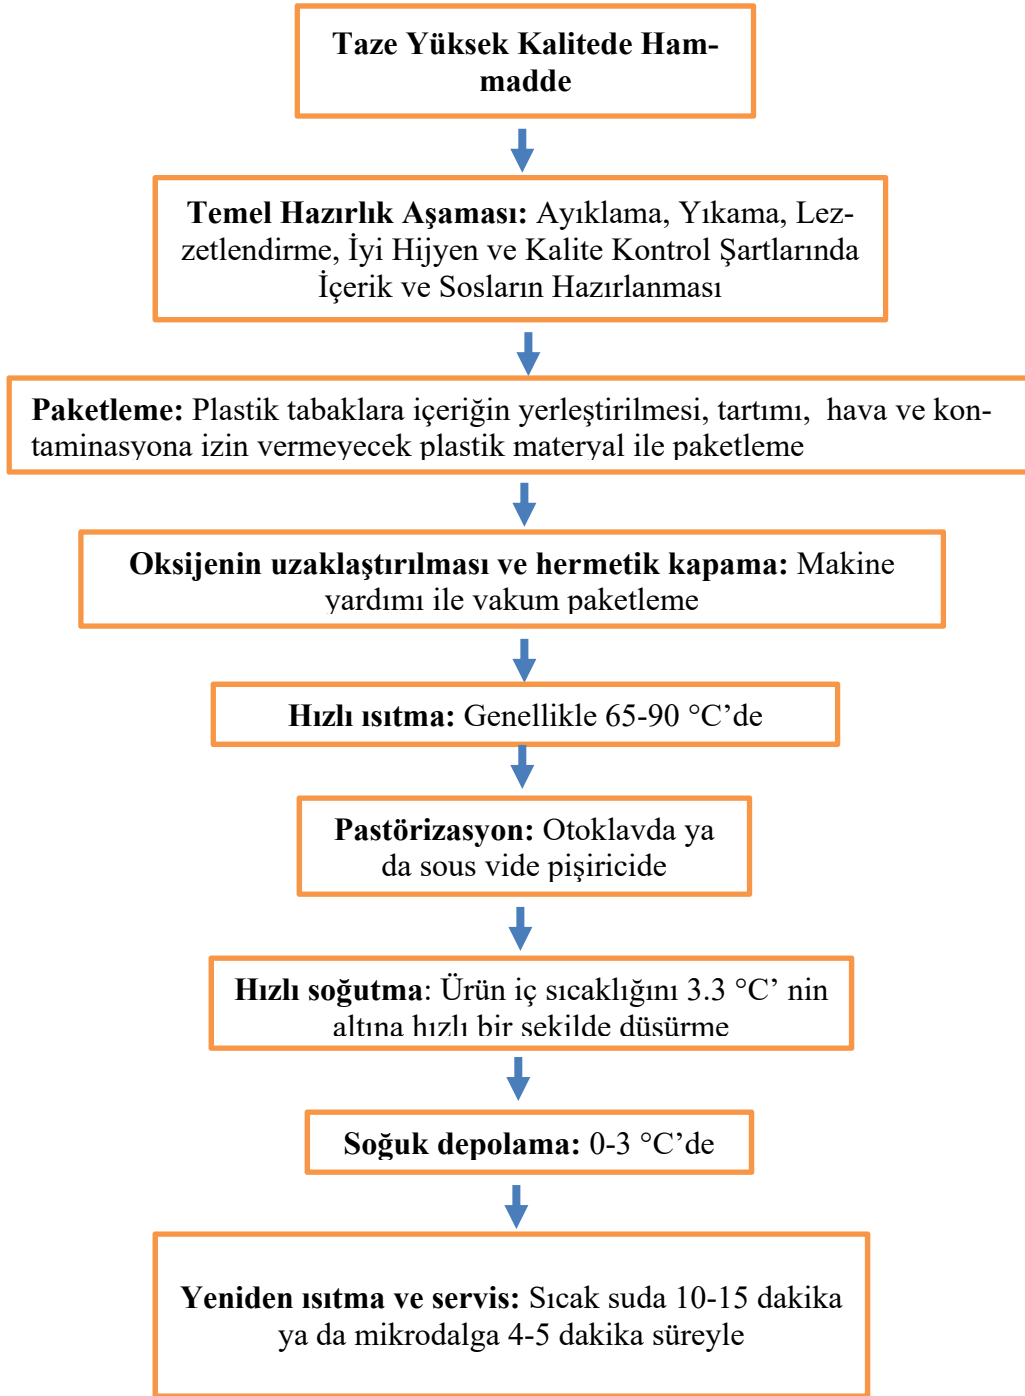 Taze Yüksek Kalitede Ham-
madde
Temel Hazırlık Aşaması: Ayıklama, Yıkama, Lez-
zetlendirme, İyi Hijyen ve Kalite Kontrol Şartlarında
İçerik ve Sosların Hazırlanması
Paketleme: Plastik tabaklara içeriğin yerleştirilmesi, tartımı, hava ve kon-
taminasyona izin vermeyecek plastik materyal ile paketleme
Oksijenin uzaklaştırılması ve hermetik kapama: Makine
yardımı ile vakum paketleme
Hızlı ısıtma: Genellikle 65-90 °C’de
Pastörizasyon: Otoklavda ya
da sous vide pişiricide
Hızlı soğutma: Ürün iç sıcaklığını 3.3 °C’ nin
altına hızlı bir şekilde düşürme
Soğuk depolama: 0-3 °C’de
Yeniden ısıtma ve servis: Sıcak suda 10-15 dakika
ya da mikrodalga 4-5 dakika süreyle